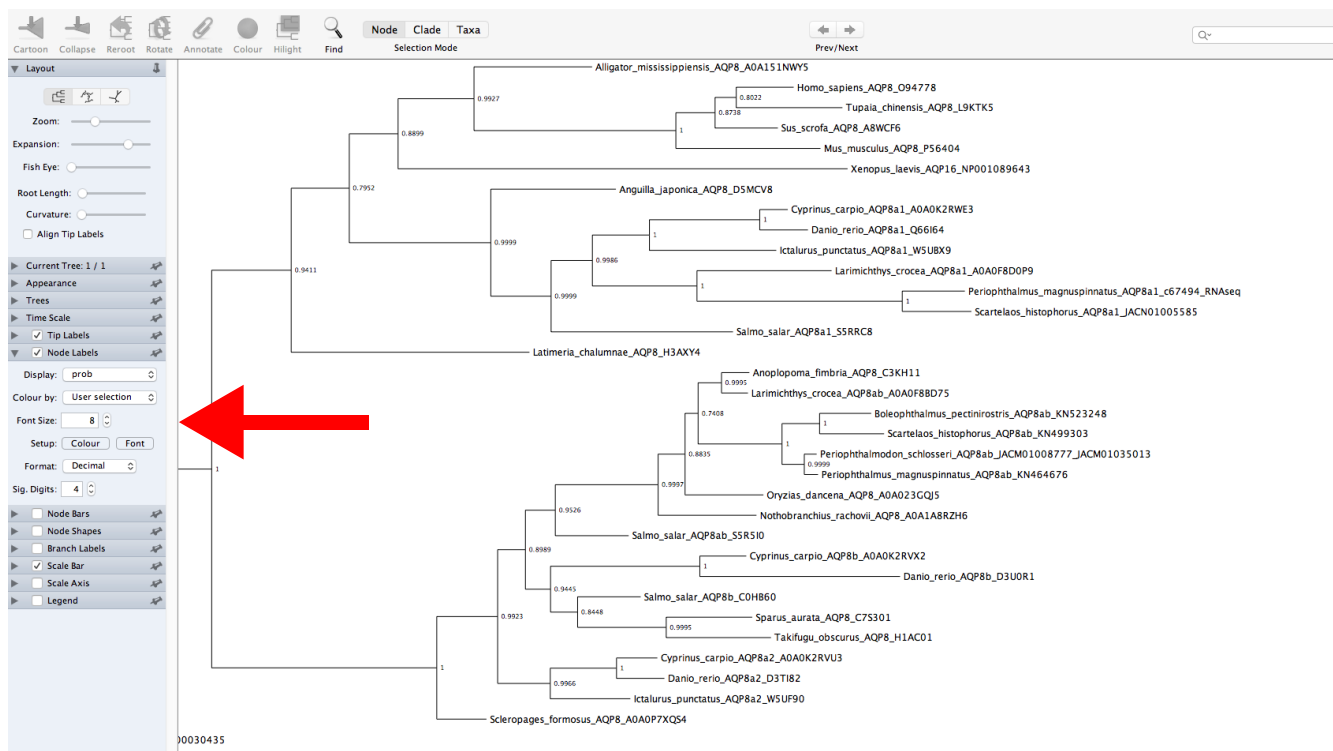 Node Clade Taxa
Cartoon Collapse Reroot Rotate Annotate Colour Hilight Find Selection Mode Prev/Next
Layout
Zoom:
Expansion:
Fish Eye:
Root Length:
Curvature:
Align Tip Labels
Current Tree: 1 / 1
Appearance
Trees
Time Scale
Tip Labels
Node Labels
Display: prob
Colour by: User selection
Font Size: 8
Setup: Colour Font
Format: Decimal
Sig. Digits: 4
Node Bars
Node Shapes
Branch Labels
Scale Bar
Scale Axis
Legend
Alligator_mississippiensis_AQP8_A0A151NWY5
Homo_sapiens_AQP8_O94778
0.8022
0.9927
Tupaia_chinensis_AQP8_L9KTK5
0.8738
Sus_scrofa_AQP8_A8WCF6
1
0.8899
Mus_musculus_AQP8_P56404
Xenopus_laevis_AQP16_NP001089643
0.7952
Anguilla_japonica_AQP8_D5MCV8
Cyprinus_carpio_AQP8a1_A0A0K2RWE3
1
Danio_rerio_AQP8a1_Q66I64
1
0.9999
Ictalurus_punctatus_AQP8a1_W5UBX9
0.9986
0.9411
Larimichthys_crocea_AQP8a1_A0A0F8D0P9
1
Periophthalmus_magnuspinnatus_AQP8a1_c67494_RNAseq
0.9999
1
Scartelaos_histophorus_AQP8a1_JACN01005585
Salmo_salar_AQP8a1_S5RRC8
Latimeria_chalumnae_AQP8_H3AXY4
Anoplopoma_fimbria_AQP8_C3KH11
0.9995
Larimichthys_crocea_AQP8ab_A0A0F8BD75
0.7408
Boleophthalmus_pectinirostris_AQP8ab_KN523248
1
Scartelaos_histophorus_AQP8ab_KN499303
1
0.8835
Periophthalmodon_schlosseri_AQP8ab_JACM01008777_JACM01035013
0.9999
1
Periophthalmus_magnuspinnatus_AQP8ab_KN464676
0.9997
Oryzias_dancena_AQP8_A0A023GQJ5
0.9526
Nothobranchius_rachovii_AQP8_A0A1A8RZH6
Salmo_salar_AQP8ab_S5R5I0
0.8989
Cyprinus_carpio_AQP8b_A0A0K2RVX2
1
Danio_rerio_AQP8b_D3U0R1
0.9445
Salmo_salar_AQP8b_C0HB60
0.8448
0.9923
Sparus_aurata_AQP8_C7S301
0.9995
Takifugu_obscurus_AQP8_H1AC01
Cyprinus_carpio_AQP8a2_A0A0K2RVU3
1
1
Danio_rerio_AQP8a2_D3TI82
0.9966
Ictalurus_punctatus_AQP8a2_W5UF90
Scleropages_formosus_AQP8_A0A0P7XQS4
00030435